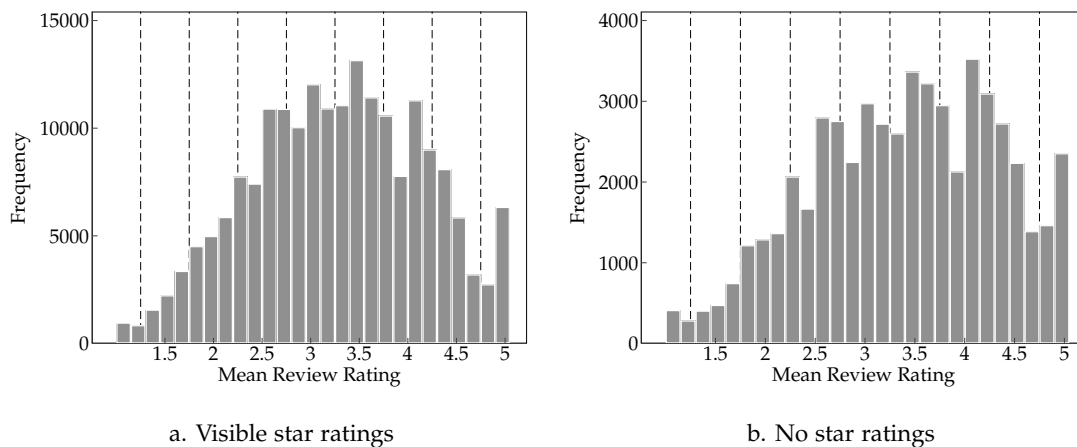 15000
10000
5000
0
Frequency
1.5 2 2.5 3 3.5 4 4.5 5
Mean Review Rating
a. Visible star ratings
4000
3000
2000
1000
0
Frequency
1.5 2 2.5 3 3.5 4 4.5 5
Mean Review Rating
b. No star ratings